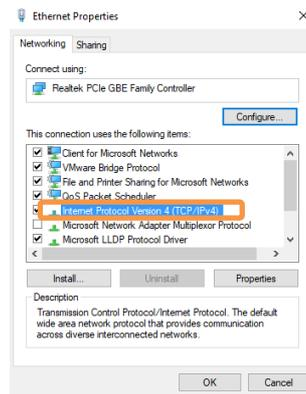 Ethernet Properties
Networking
Sharing
Connect using:
Realtek PCIe GBE Family Controller
Configure...
This connection uses the following items:
Client for Microsoft Networks
VMware Bridge Protocol
File and Printer Sharing for Microsoft Networks
QoS Packet Scheduler
Internet Protocol Version 4 (TCP/IPv4)
Microsoft Network Adapter Multiplexor Protocol
Microsoft LLDP Protocol Driver
Install...
Uninstall
Properties
Description
Transmission Control Protocol/Internet Protocol. The default
wide area network protocol that provides communication
across diverse interconnected networks.
OK
Cancel